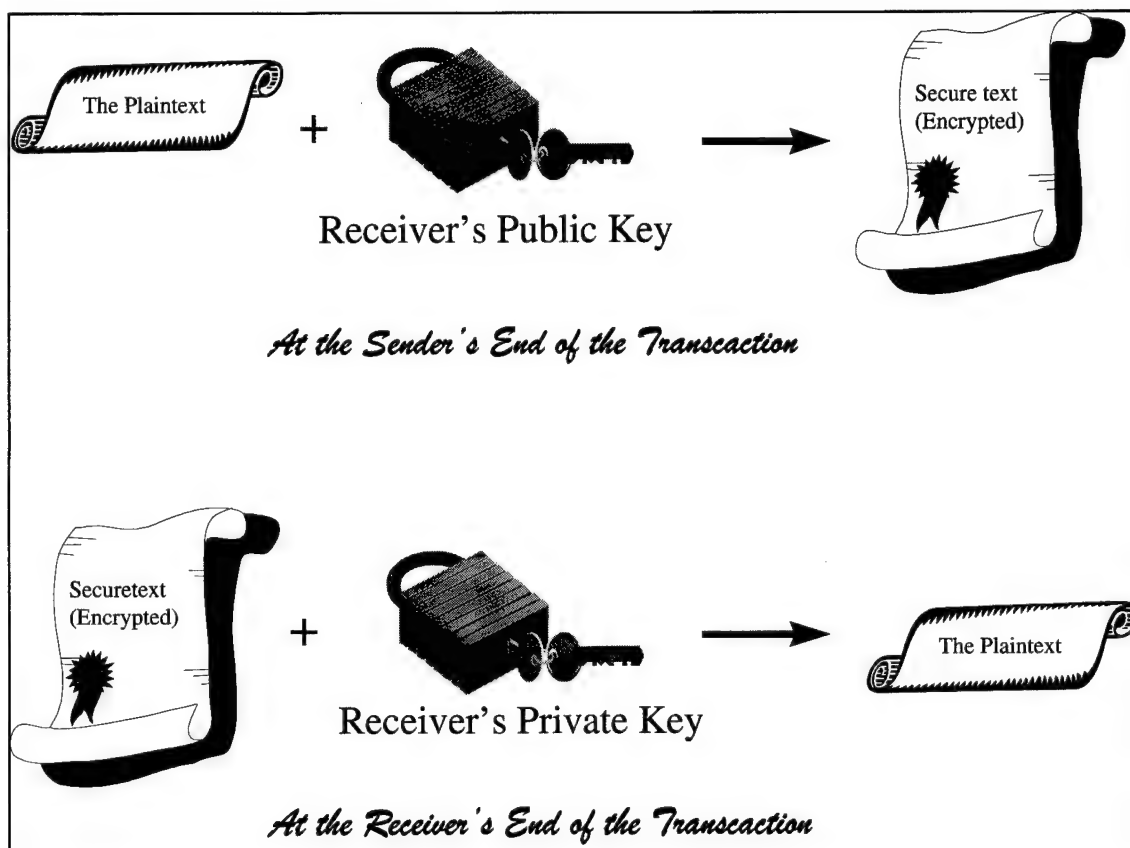 The Plaintext
+
Receiver's Public Key
Secure text
(Encrypted)
At the Sender's End of the Transcaction
Securetext
(Encrypted)
+
Receiver's Private Key
The Plaintext
At the Receiver's End of the Transcaction